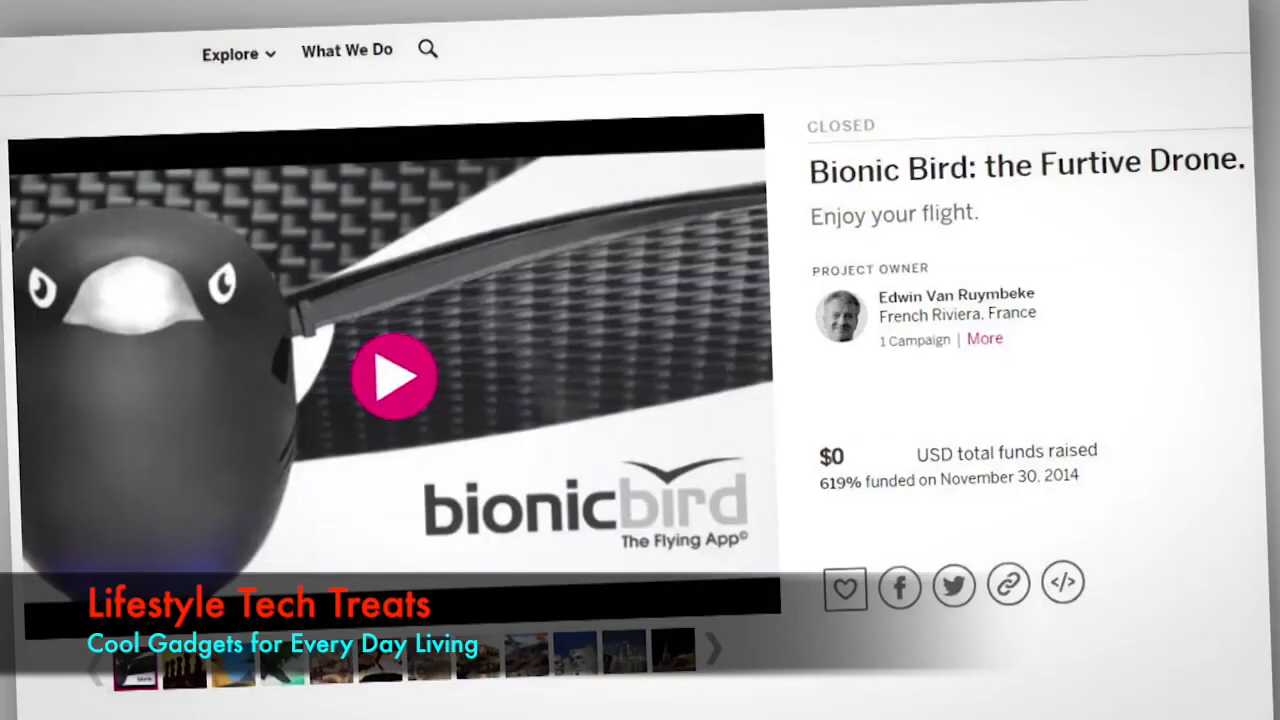 Explore
What We Do
CLOSED
Bionic Bird: the Furtive Drone.
Enjoy your flight.
PROJECT OWNER
Edwin Van Ruymbeke
French Riviera, France
1 Campaign | More
$0 USD total funds raised
619% funded on November 30, 2014
bionicbird
The Flying App©
Lifestyle Tech Treats
Cool Gadgets for Every Day Living